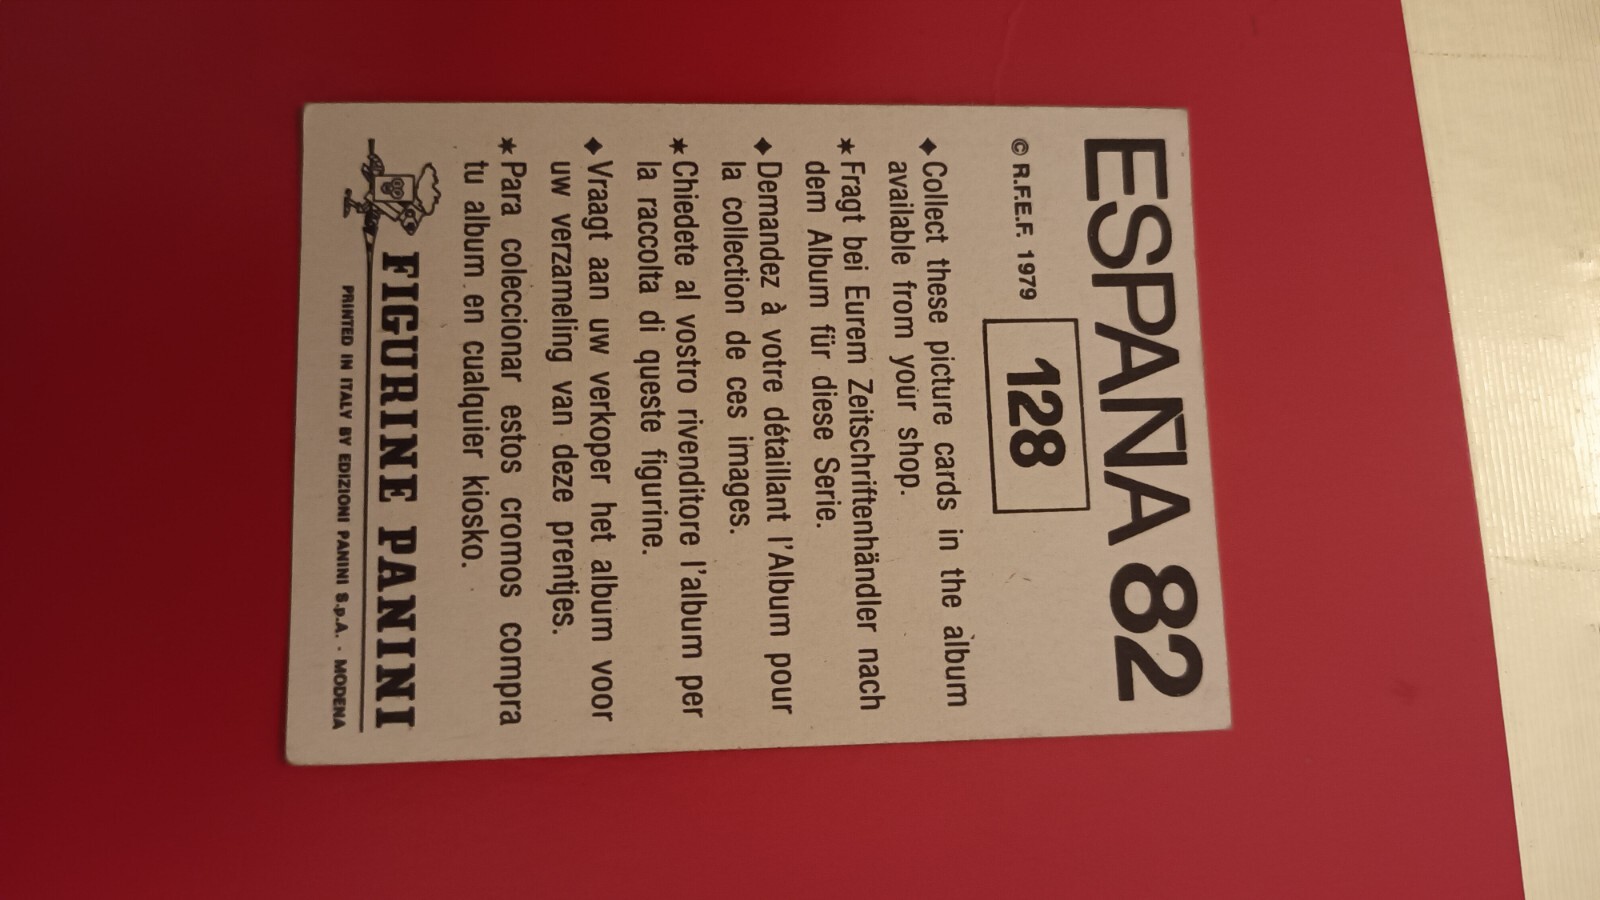 ESPAÑA 82
© R.F.E.F. 1979
128
◆ Collect these picture cards in the album
available from your shop.
★ Fragt bei Eurem Zeitschriftenhändler nach
dem Album für diese Serie.
◆ Demandez à votre détaillant l'Album pour
la collection de ces images.
★ Chiedete al vostro rivenditore l'album per
la raccolta di queste figurine.
◆ Vraagt aan uw verkoper het album voor
uw verzameling van deze prentjes.
★ Para coleccionar estos cromos compra
tu album en cualquier kiosko.
FIGURINE PANINI
PRINTED IN ITALY BY EDIZIONI PANINI S.p.A. - MODENA